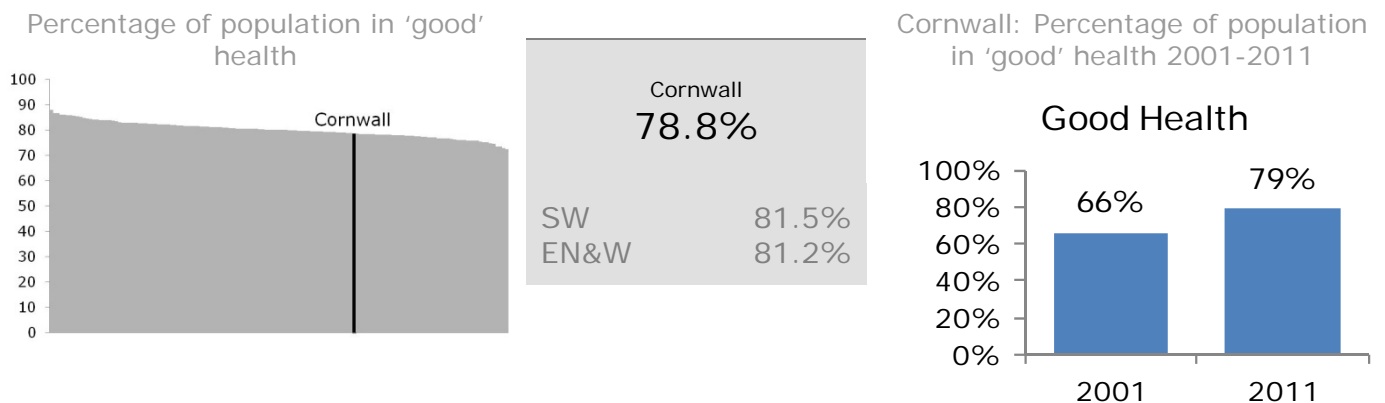 Percentage of population in ‘good’
health
100
90
80
70
60
50
40
30
20
10
0
Cornwall
Cornwall
78.8%
SW 81.5%
EN&W 81.2%
Cornwall: Percentage of population
in ‘good’ health 2001-2011
Good Health
100%
80%
60%
40%
20%
0%
66%
79%
2001 2011